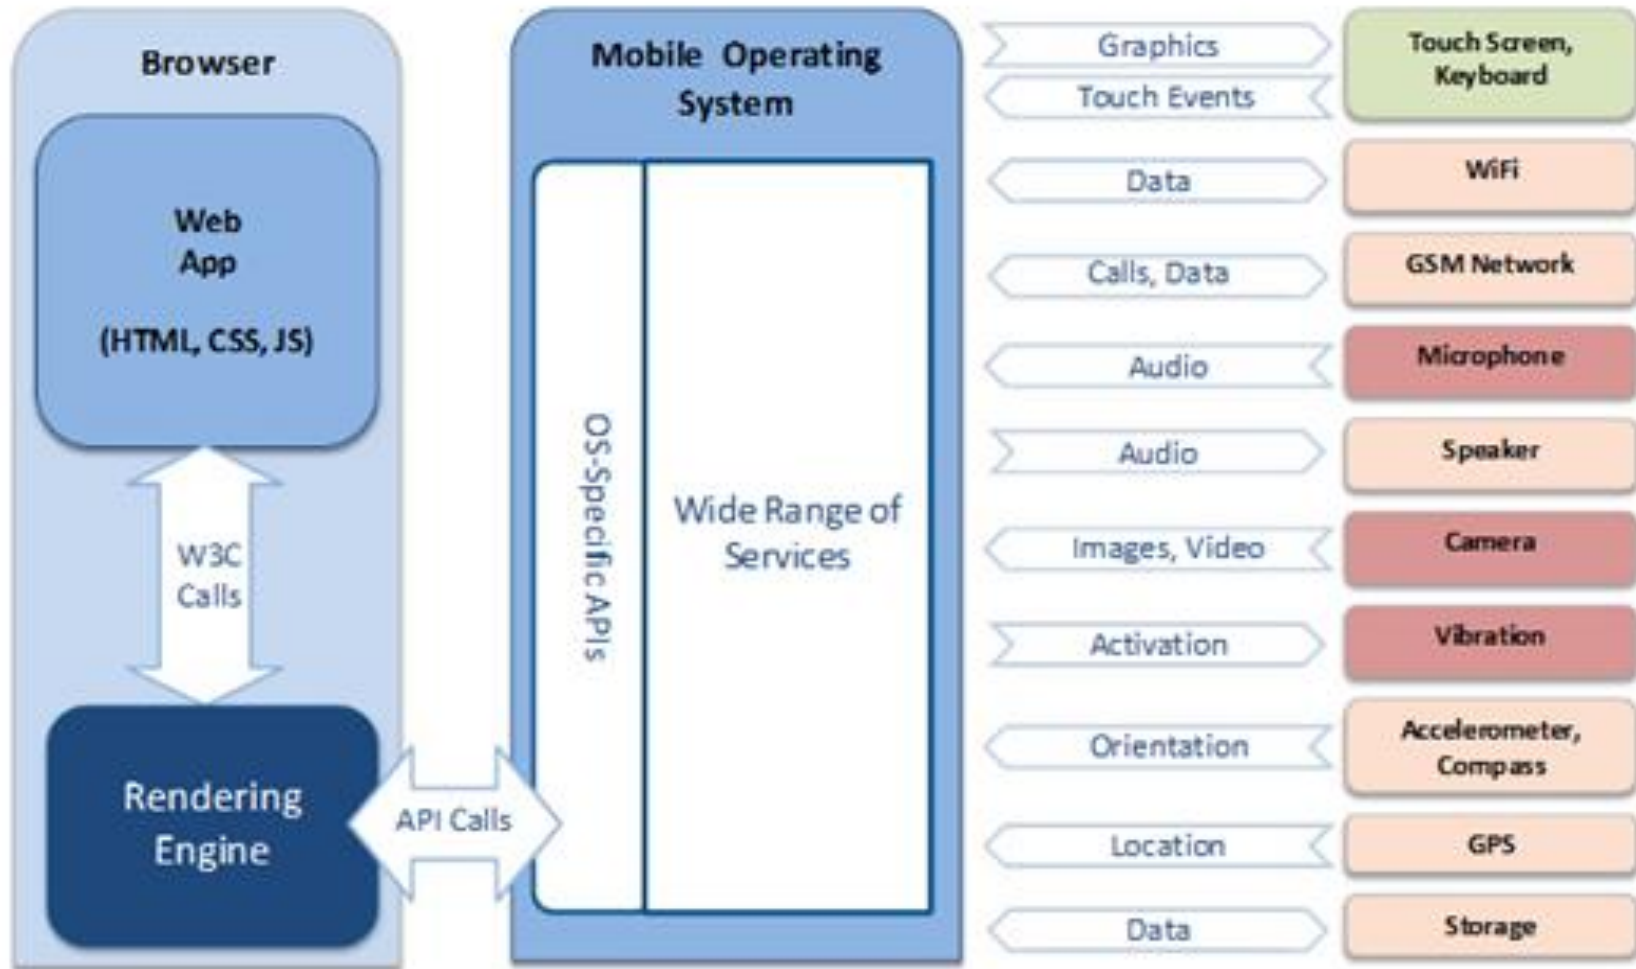 Browser
Web
App
(HTML, CSS, JS)
W3C
Calls
Rendering
Engine
API Calls
Mobile Operating
System
OS-Specific APIs
Wide Range of
Services
Graphics
Touch Events
Touch Screen,
Keyboard
Data
WiFi
Calls, Data
GSM Network
Audio
Microphone
Audio
Speaker
Images, Video
Camera
Activation
Vibration
Orientation
Accelerometer,
Compass
Location
GPS
Data
Storage